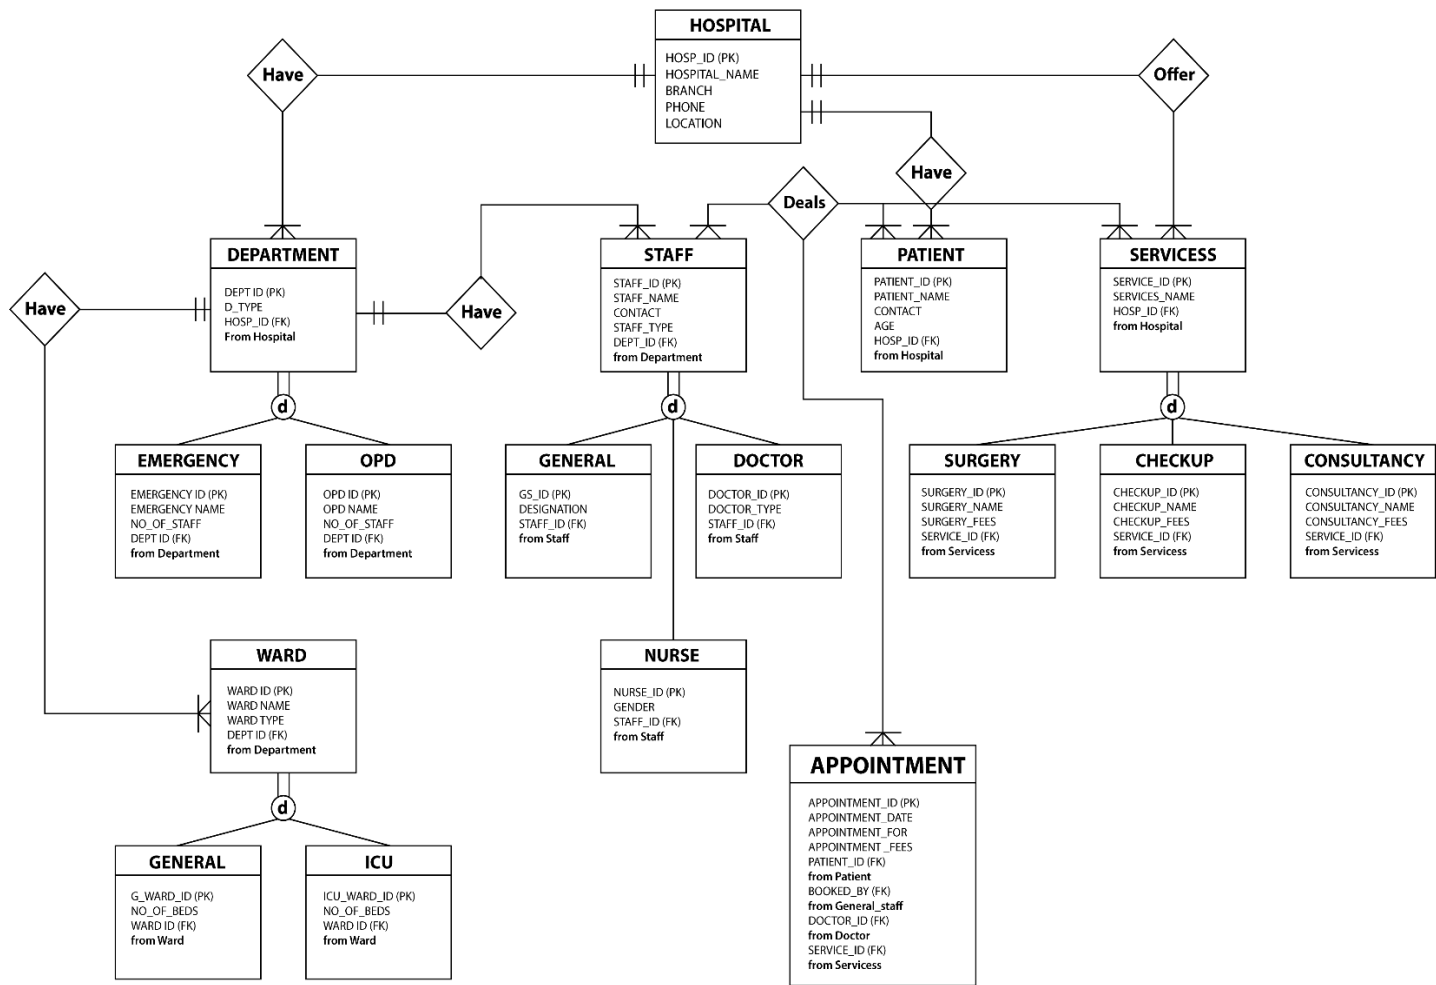 HOSPITAL
HOSP_ID (PK)
HOSPITAL_NAME
BRANCH
PHONE
LOCATION
Have
Offer
Have
Deals
DEPARTMENT
DEPT ID (PK)
D_TYPE
HOSP_ID (FK)
From Hospital
STAFF
STAFF_ID (PK)
STAFF_NAME
CONTACT
STAFF_TYPE
DEPT_ID (FK)
from Department
PATIENT
PATIENT_ID (PK)
PATIENT_NAME
CONTACT
AGE
HOSP_ID (FK)
from Hospital
SERVICESS
SERVICE_ID (PK)
SERVICES_NAME
HOSP_ID (FK)
from Hospital
Have
Have
d
d
d
EMERGENCY
EMERGENCY ID (PK)
EMERGENCY NAME
NO_OF_STAFF
DEPT ID (FK)
from Department
OPD
OPD ID (PK)
OPD NAME
NO_OF_STAFF
DEPT ID (FK)
from Department
GENERAL
GS_ID (PK)
DESIGNATION
STAFF_ID (FK)
from Staff
DOCTOR
DOCTOR_ID (PK)
DOCTOR_TYPE
STAFF_ID (FK)
from Staff
SURGERY
SURGERY_ID (PK)
SURGERY_NAME
SURGERY_FEES
SERVICE_ID (FK)
from Servicess
CHECKUP
CHECKUP_ID (PK)
CHECKUP_NAME
CHECKUP_FEES
SERVICE_ID (FK)
from Servicess
CONSULTANCY
CONSULTANCY_ID (PK)
CONSULTANCY_NAME
CONSULTANCY_FEES
SERVICE_ID (FK)
from Servicess
WARD
WARD ID (PK)
WARD NAME
WARD TYPE
DEPT ID (FK)
from Department
NURSE
NURSE_ID (PK)
GENDER
STAFF_ID (FK)
from Staff
APPOINTMENT
APPOINTMENT_ID (PK)
APPOINTMENT_DATE
APPOINTMENT_FOR
APPOINTMENT_FEES
PATIENT_ID (FK)
from Patient
BOOKED_BY (FK)
from General_staff
DOCTOR_ID (FK)
from Doctor
SERVICE_ID (FK)
from Servicess
d
GENERAL
G_WARD_ID (PK)
NO_OF_BEDS
WARD ID (FK)
from Ward
ICU
ICU_WARD_ID (PK)
NO_OF_BEDS
WARD ID (FK)
from Ward